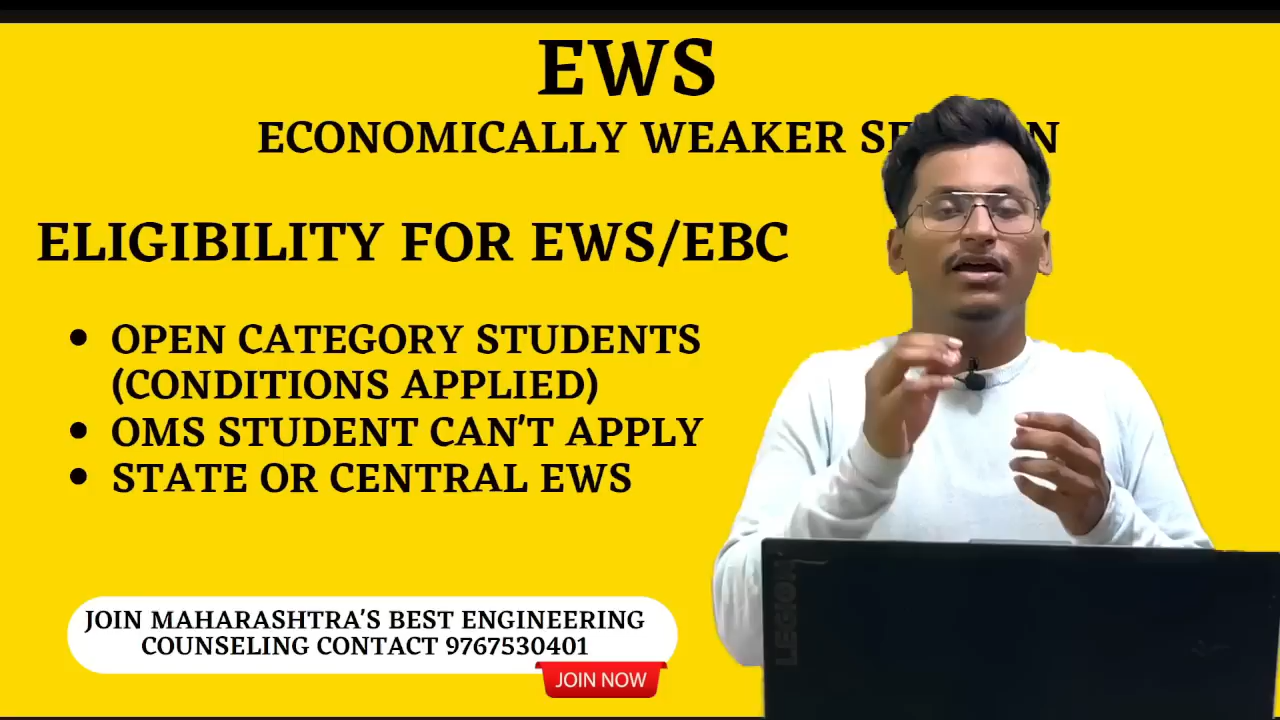 EWS
ECONOMICALLY WEAKER
ELIGIBILITY FOR EWS/EBC
• OPEN CATEGORY STUDENTS
(CONDITIONS APPLIED)
• OMS STUDENT CAN'T APPLY
• STATE OR CENTRAL EWS
JOIN MAHARASHTRA'S BEST ENGINEERING
COUNSELING CONTACT 9767530401
JOIN NOW
LEGION